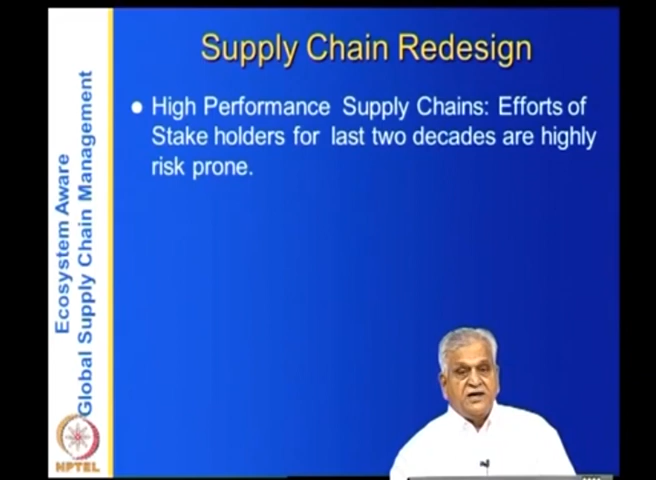 Supply Chain Redesign
High Performance Supply Chains: Efforts of
Stake holders for last two decades are highly
risk prone.
Ecosystem Aware
Global Supply Chain Management
NPTEL